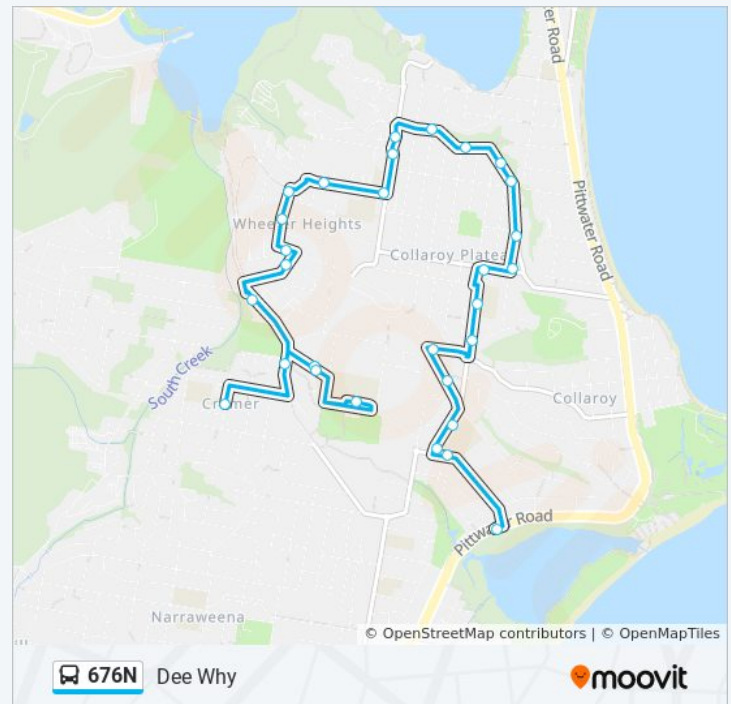 Pittwater Road
Pittwater Road
Wheeler Heights
Collaroy Plateau
South Creek
Cromer
Collaroy
Pittwater Road
Narraweena
© OpenStreetMap contributors | © OpenMapTiles
676N Dee Why
moovit